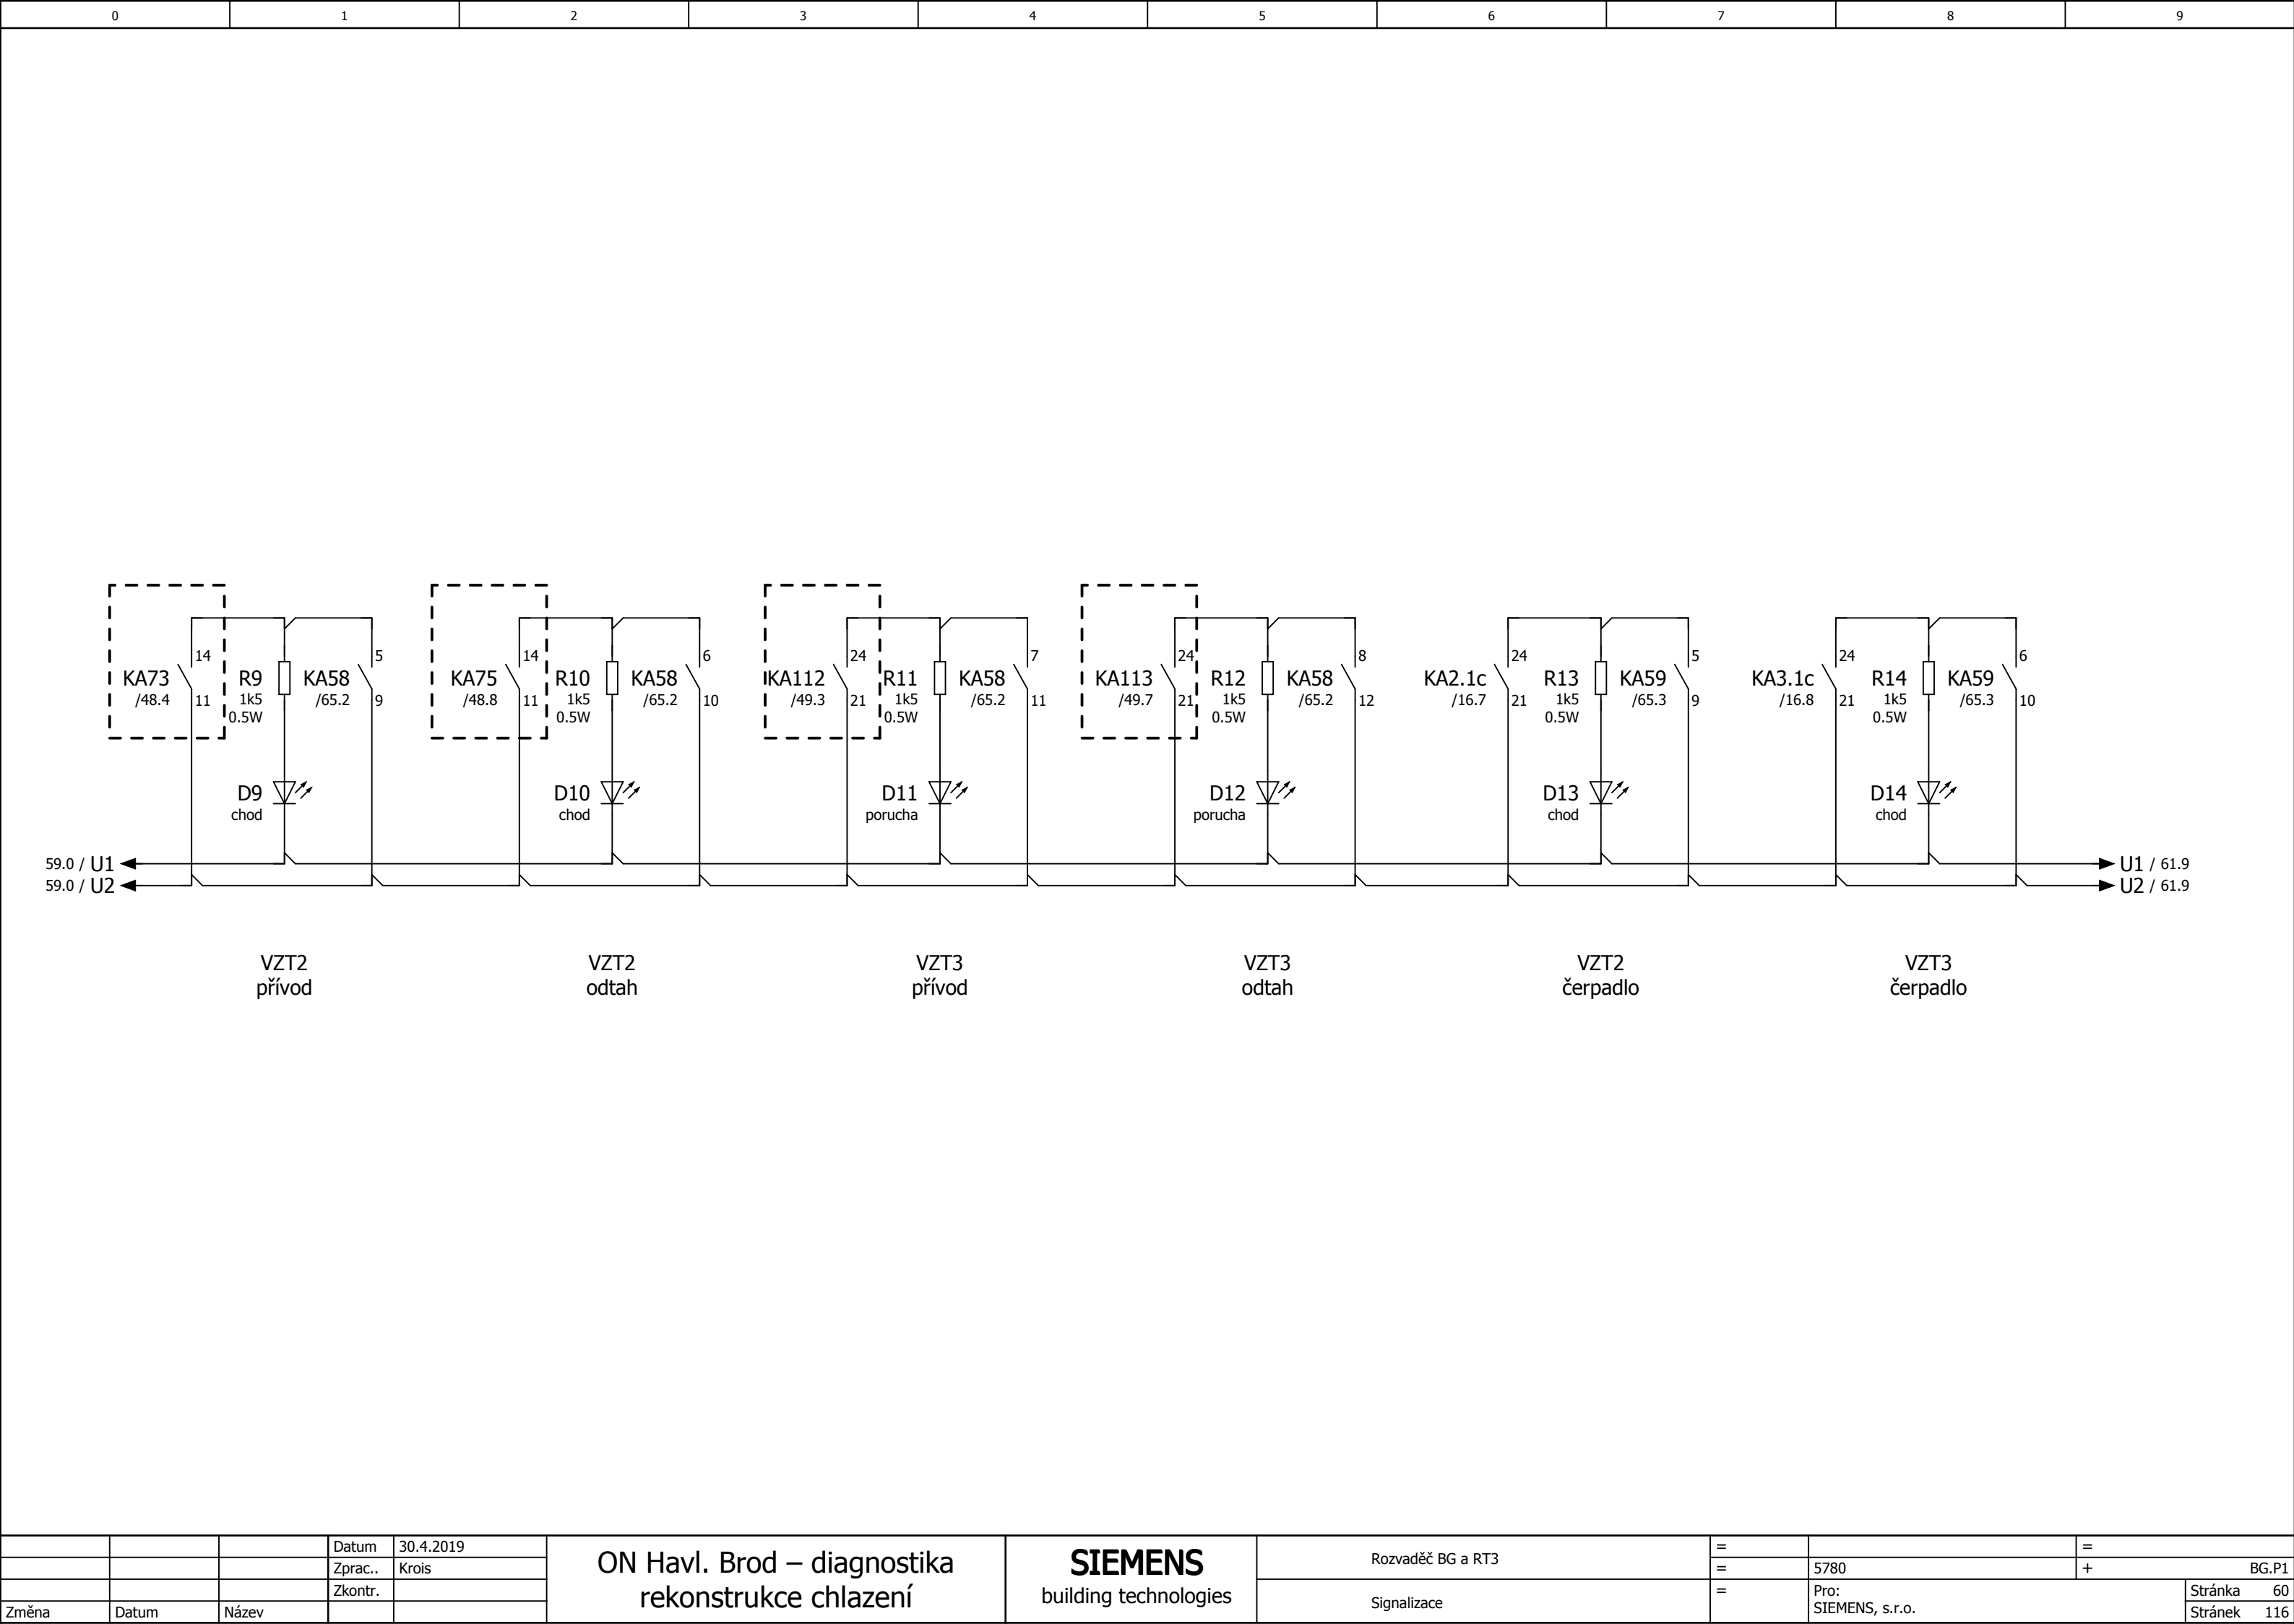 0 1 2 3 4 5 6 7 8 9
14 5 14 6 24 7 24 8 24 5 24 6
KA73 R9 KA58 KA75 R10 KA58 KA112 R11 KA58 KA113 R12 KA58 KA2.1c R13 KA59 KA3.1c R14 KA59
/48.4 11 1k5 /65.2 9 /48.8 11 1k5 /65.2 10 /49.3 21 1k5 /65.2 11 /49.7 21 1k5 /65.2 12 /16.7 21 1k5 /65.3 9 /16.8 21 1k5 /65.3 10
0.5W 0.5W 0.5W 0.5W 0.5W 0.5W
D9 D10 D11 D12 D13 D14
chod chod porucha porucha chod chod
59.0 / U1 U1 / 61.9
59.0 / U2 U2 / 61.9
VZT2 VZT2 VZT3 VZT3 VZT2 VZT3
přívod odtah přívod odtah čerpadlo čerpadlo
Datum 30.4.2019
Zprac.. Krois
Zkontr.
Změna Datum Název
ON Havl. Brod – diagnostika
rekonstrukce chlazení
SIEMENS
building technologies
Rozvaděč BG a RT3
Signalizace
= =
= 5780 + BG.P1
= Pro:
SIEMENS, s.r.o.
Stránka 60
Stránek 116